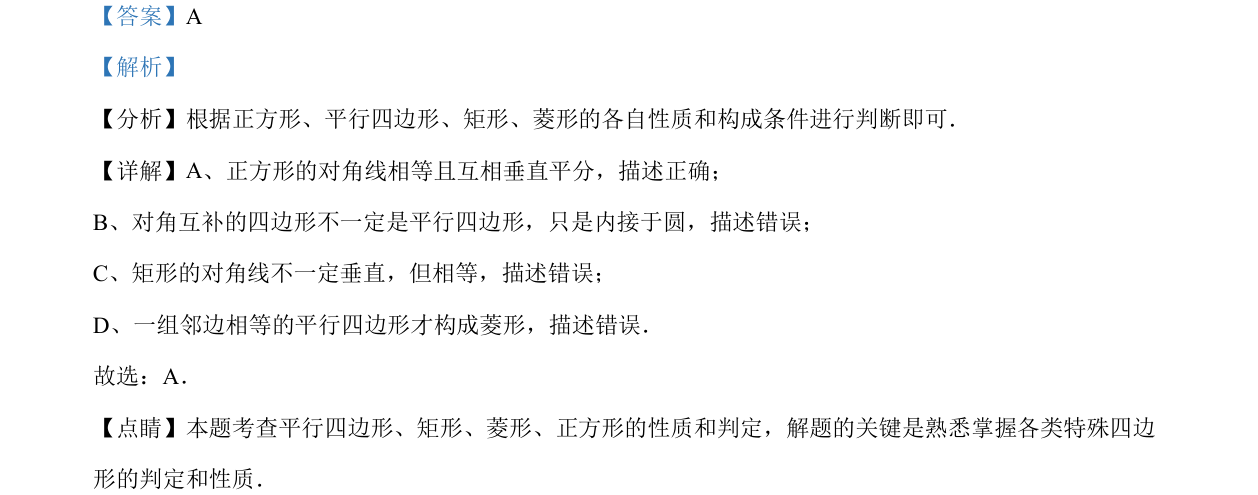 【答案】A
【解析】
【分析】根据正方形、平行四边形、矩形、菱形的各自性质和构成条件进行判断即可．
【详解】A、正方形的对角线相等且互相垂直平分，描述正确；
B、对角互补的四边形不一定是平行四边形，只是内接于圆，描述错误；
C、矩形的对角线不一定垂直，但相等，描述错误；
D、一组邻边相等的平行四边形才构成菱形，描述错误．
故选：A．
【点睛】本题考查平行四边形、矩形、菱形、正方形的性质和判定，解题的关键是熟悉掌握各类特殊四边
形的判定和性质．